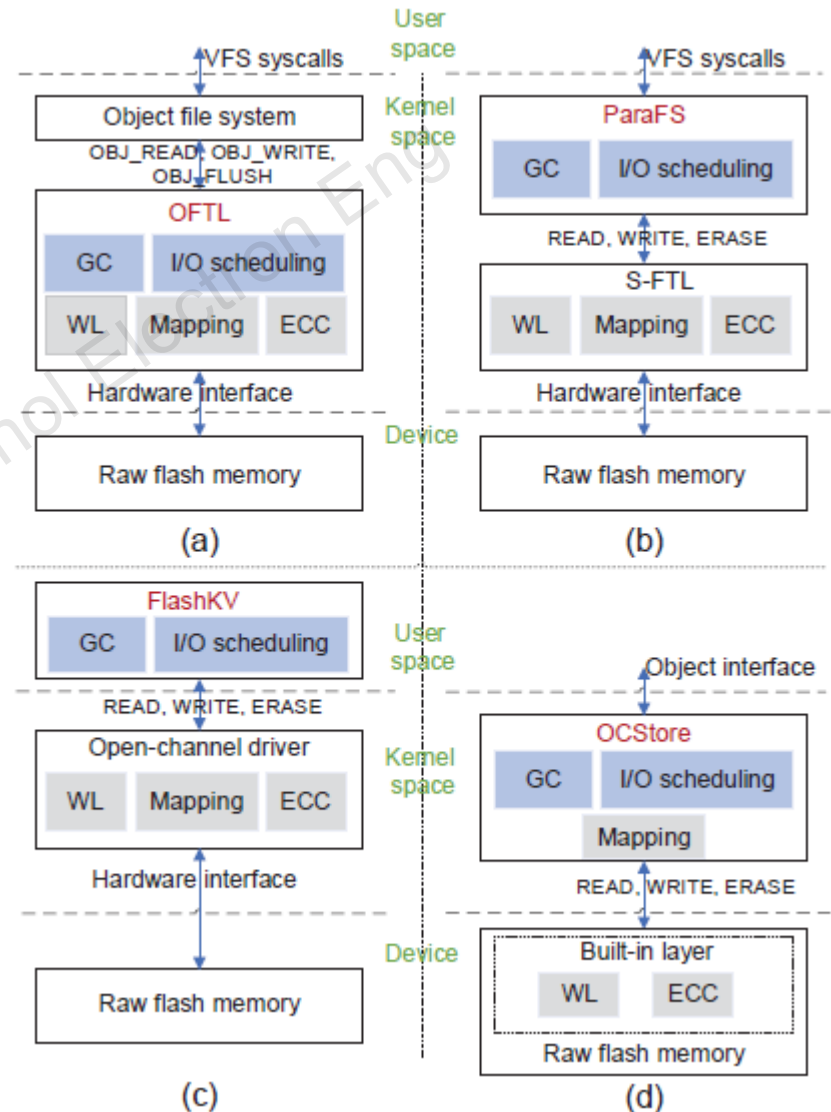 User space
VFS syscalls
Object file system
Kernel space
OBJ_READ, OBJ_WRITE,
OBJ_FLUSH
OFTL
GC I/O scheduling
WL Mapping ECC
Hardware interface
Device
Raw flash memory
(a)
VFS syscalls
ParaFS
GC I/O scheduling
READ, WRITE, ERASE
S-FTL
WL Mapping ECC
Hardware interface
Raw flash memory
(b)
FlashKV
GC I/O scheduling
User space
READ, WRITE, ERASE
Open-channel driver
Kernel space
WL Mapping ECC
Hardware interface
Device
Raw flash memory
(c)
Object interface
OCStore
GC I/O scheduling
Mapping
READ, WRITE, ERASE
Built-in layer
WL ECC
Raw flash memory
(d)
nol Electron Eng